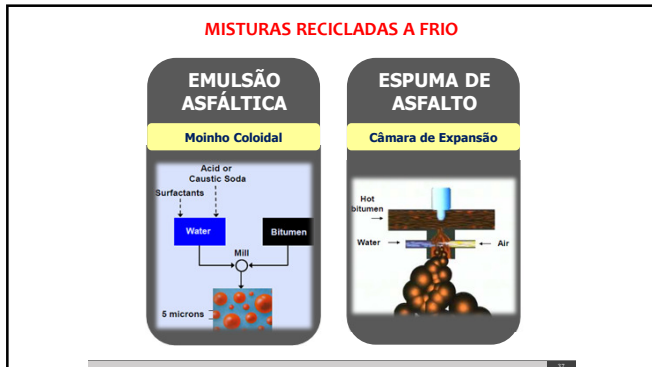 MISTURAS RECICLADAS A FRIO
EMULSÃO
ASFÁLTICA
Moinho Coloidal
Acid or
Caustic Soda
Surfactants
Water
Bitumen
Mill
5 microns
ESPUMA DE
ASFALTO
Câmara de Expansão
Hot
bitumen
Water
Air